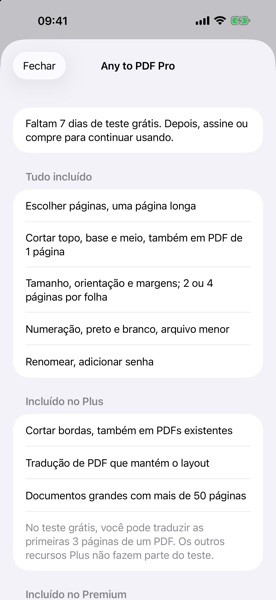 09:41
Fechar
Any to PDF Pro
Faltam 7 dias de teste grátis. Depois, assine ou
compre para continuar usando.
Tudo incluído
Escolher páginas, uma página longa
Cortar topo, base e meio, também em PDF de
1 página
Tamanho, orientação e margens; 2 ou 4
páginas por folha
Numeração, preto e branco, arquivo menor
Renomear, adicionar senha
Incluído no Plus
Cortar bordas, também em PDFs existentes
Tradução de PDF que mantém o layout
Documentos grandes com mais de 50 páginas
No teste grátis, você pode traduzir as
primeiras 3 páginas de um PDF. Os outros
recursos Plus não fazem parte do teste.
Incluído no Premium